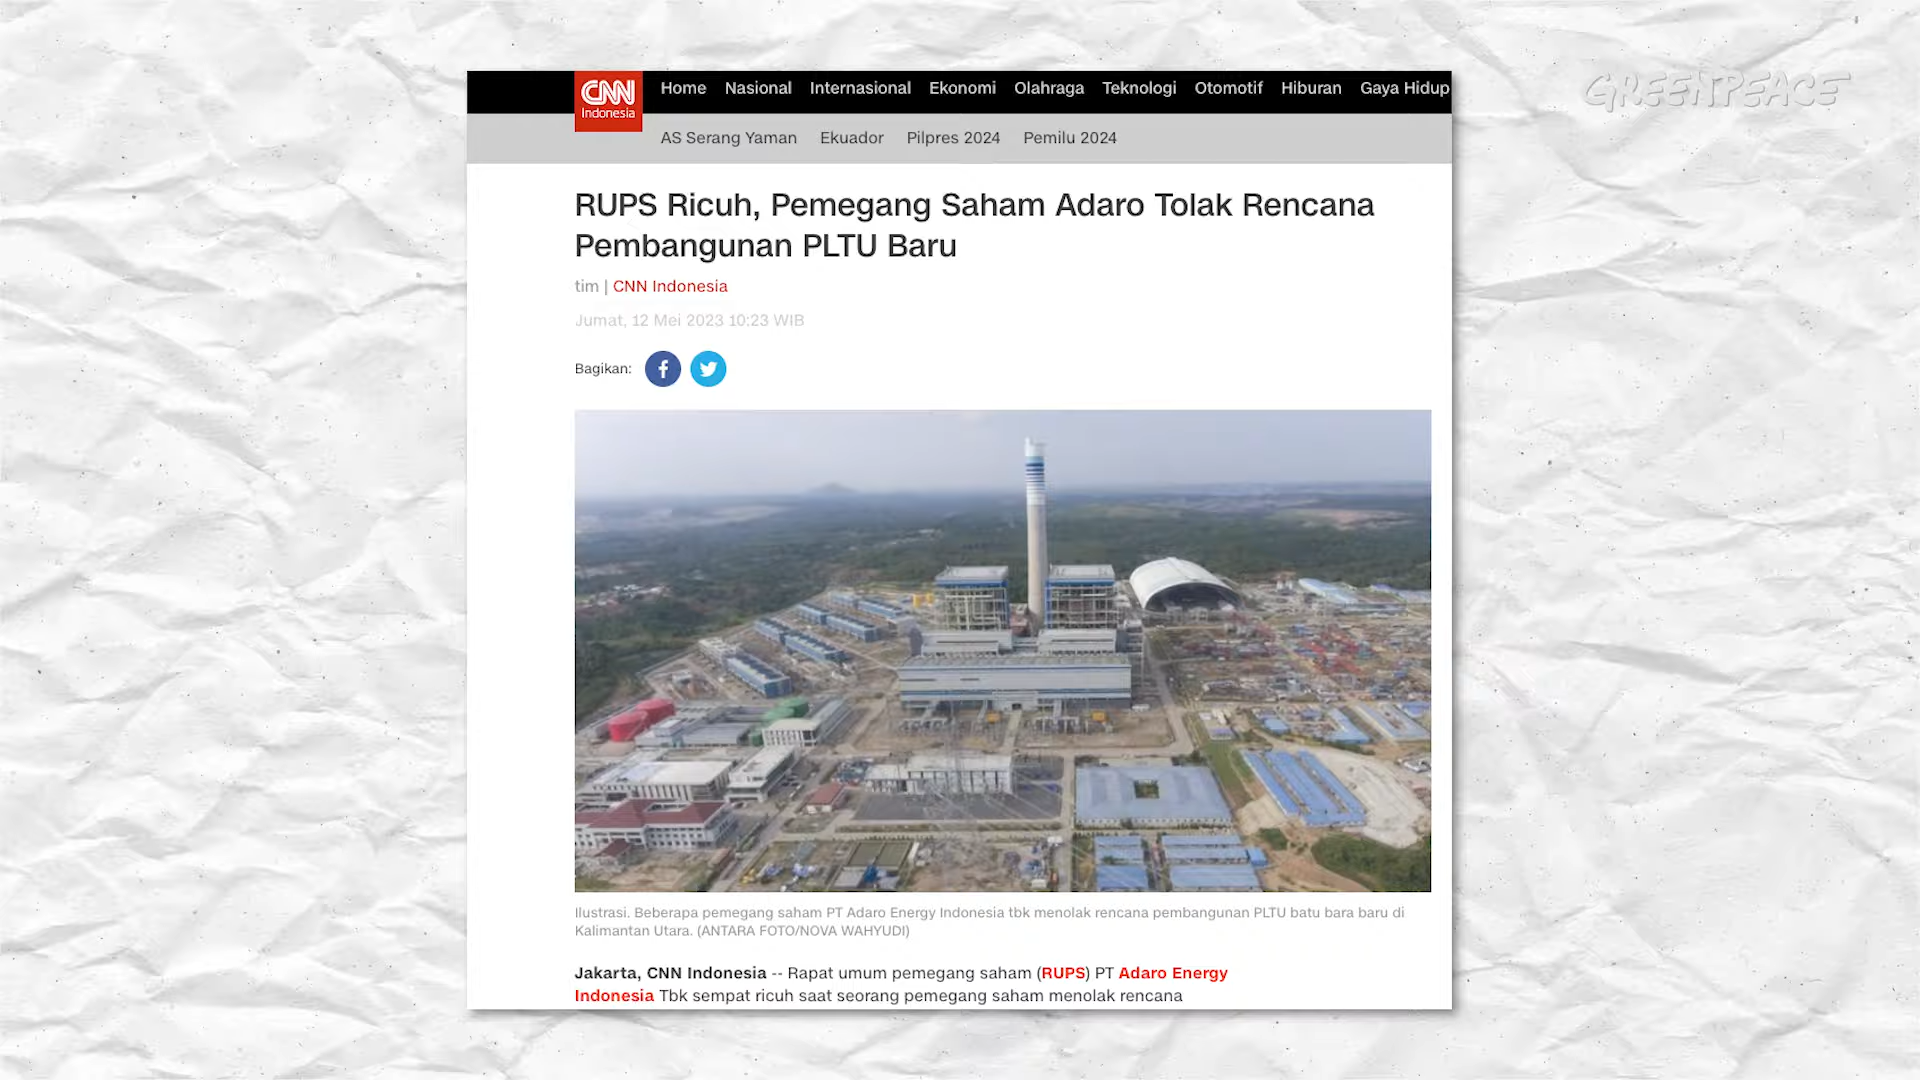 GREENPEACE
CNN
Indonesia
Home Nasional Internasional Ekonomi Olahraga Teknologi Otomotif Hiburan Gaya Hidup
AS Serang Yaman Ekuador Pilpres 2024 Pemilu 2024
RUPS Ricuh, Pemegang Saham Adaro Tolak Rencana
Pembangunan PLTU Baru
tim | CNN Indonesia
Jumat, 12 Mei 2023 10:23 WIB
Bagikan:
Ilustrasi. Beberapa pemegang saham PT Adaro Energy Indonesia tbk menolak rencana pembangunan PLTU batu bara baru di
Kalimantan Utara. (ANTARA FOTO/NOVA WAHYUDI)
Jakarta, CNN Indonesia -- Rapat umum pemegang saham (RUPS) PT Adaro Energy
Indonesia Tbk sempat ricuh saat seorang pemegang saham menolak rencana